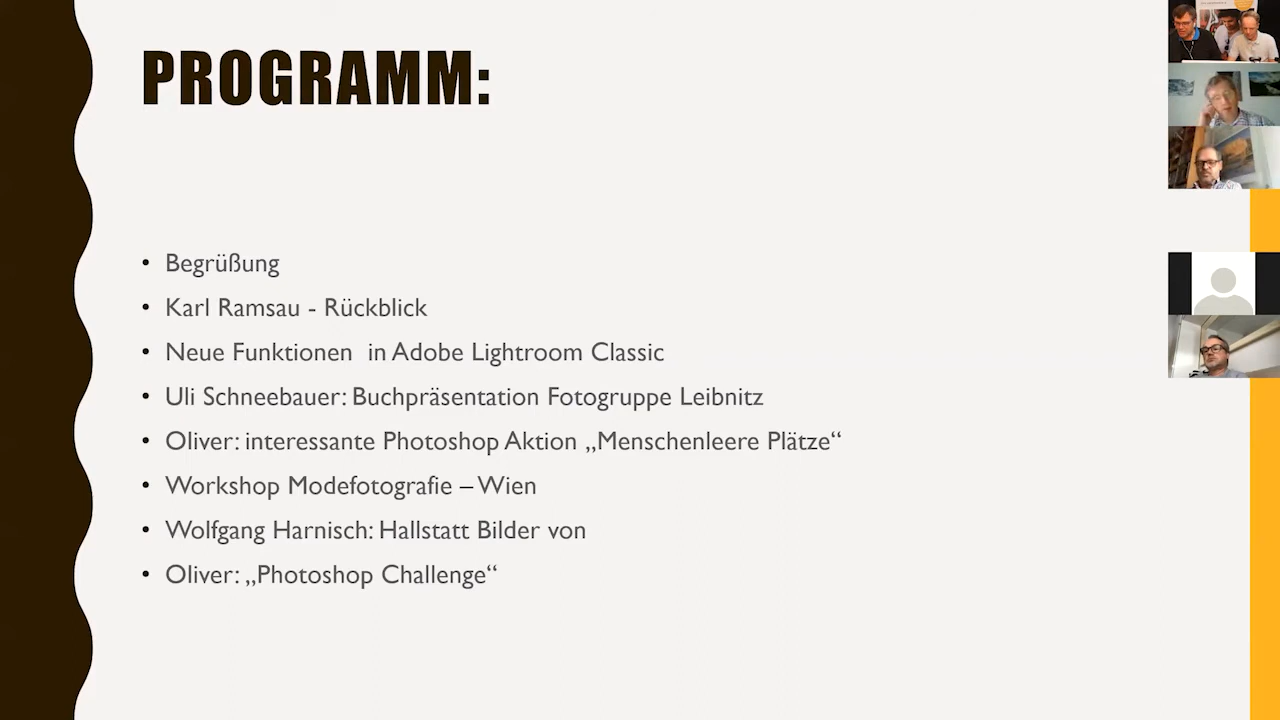 PROGRAMM:
• Begrüßung
• Karl Ramsau - Rückblick
• Neue Funktionen  in Adobe Lightroom Classic
• Uli Schneebauer: Buchpräsentation Fotogruppe Leibnitz
• Oliver: interessante Photoshop Aktion „Menschenleere Plätze“
• Workshop Modefotografie – Wien
• Wolfgang Harnisch: Hallstatt Bilder von
• Oliver: „Photoshop Challenge“